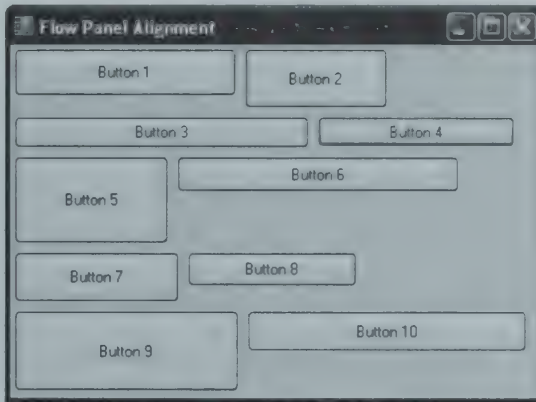 Flow Panel Alignment
Button 1
Button 2
Button 3
Button 4
Button 5
Button 6
Button 7
Button 8
Button 9
Button 10